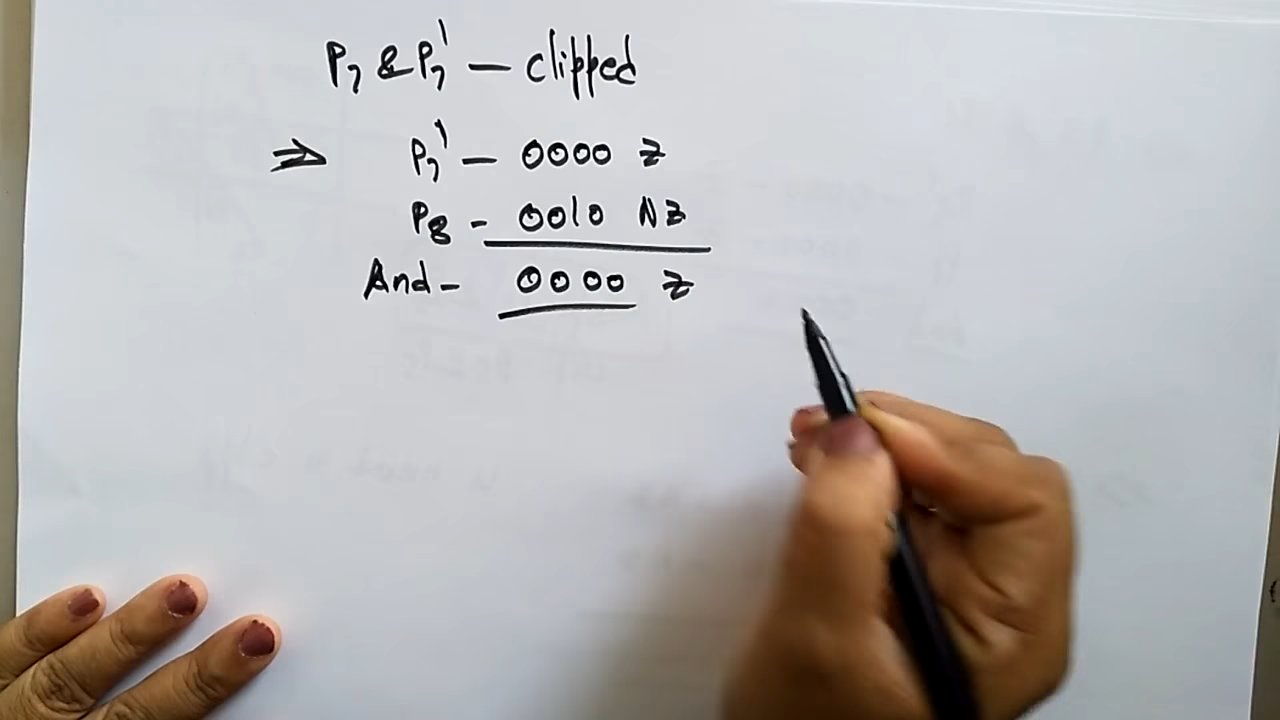 P7 & P7' — clipped
⇒ P7' — 0000 Z
P8 - 0010 NZ
And - 0000 Z